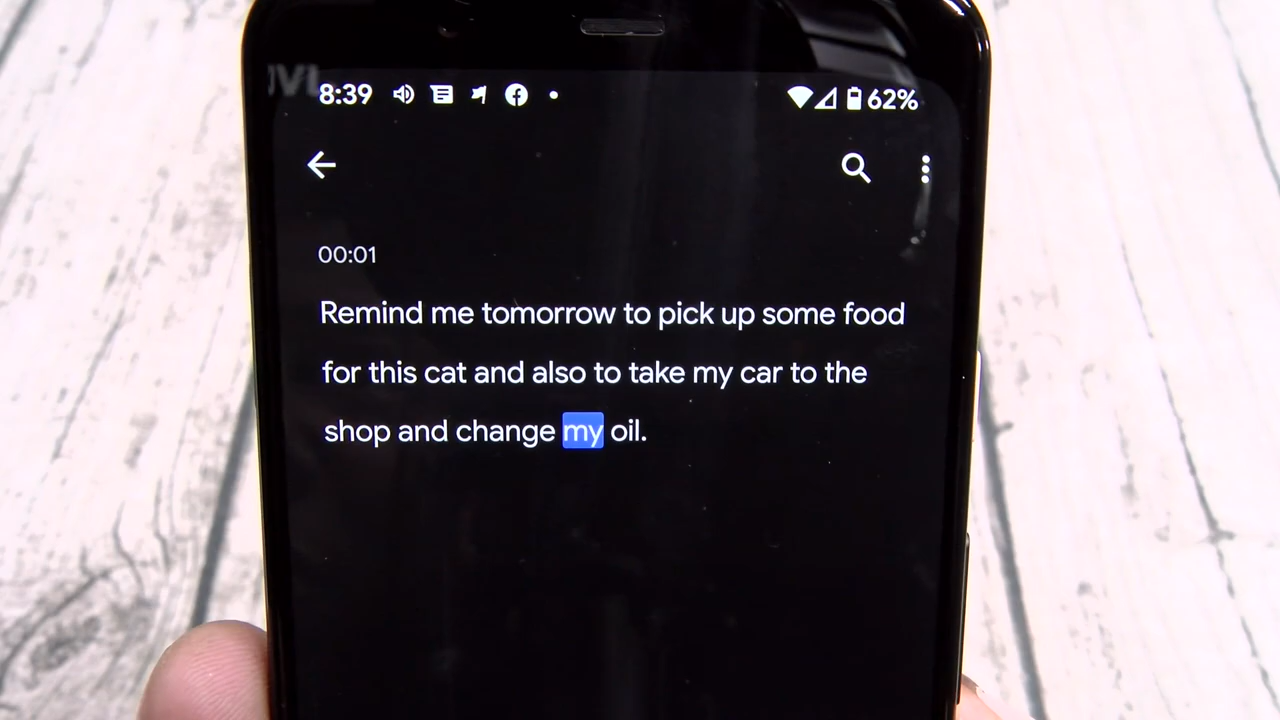 8:39 62%
00:01
Remind me tomorrow to pick up some food
for this cat and also to take my car to the
shop and change my oil.